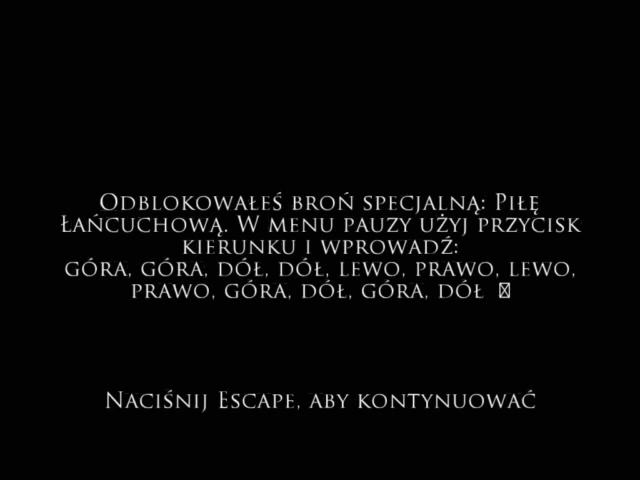 Odblokowałeś broń specjalną: Piłę
Łańcuchową. W menu pauzy użyj przycisk
kierunku i wprowadź:
góra, góra, dół, dół, lewo, prawo, lewo,
prawo, góra, dół, góra, dół
Naciśnij Escape, aby kontynuować